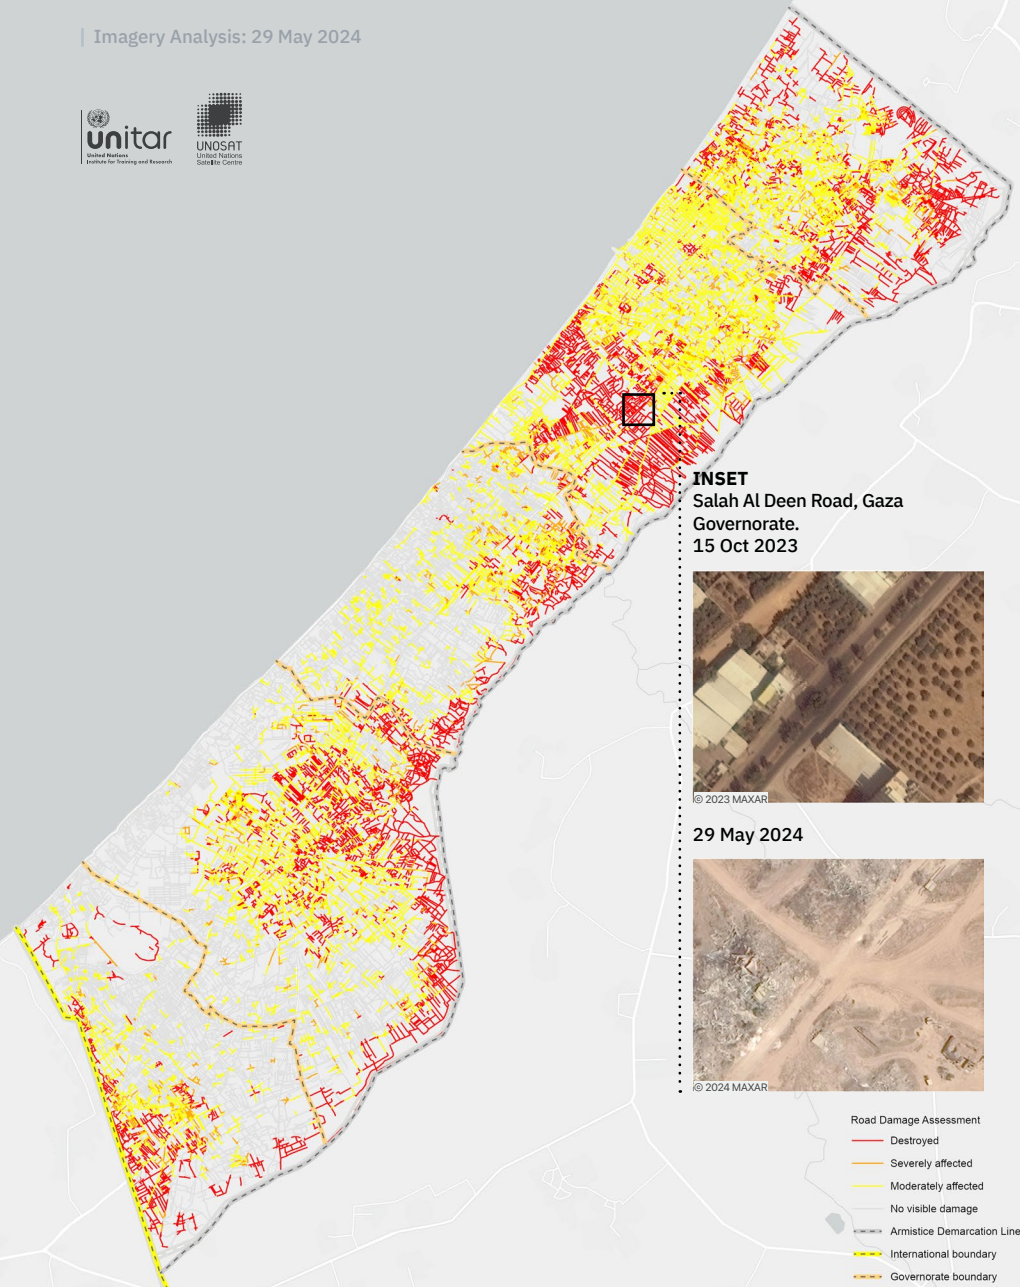 Imagery Analysis: 29 May 2024
unitar
United Nations
Institute for Training and Research
UNOSAT
United Nations
Satellite Centre
INSET
Salah Al Deen Road, Gaza
Governorate.
15 Oct 2023
© 2023 MAXAR
29 May 2024
© 2024 MAXAR
Road Damage Assessment
Destroyed
Severely affected
Moderately affected
No visible damage
Armistice Demarcation Line
International boundary
Governorate boundary